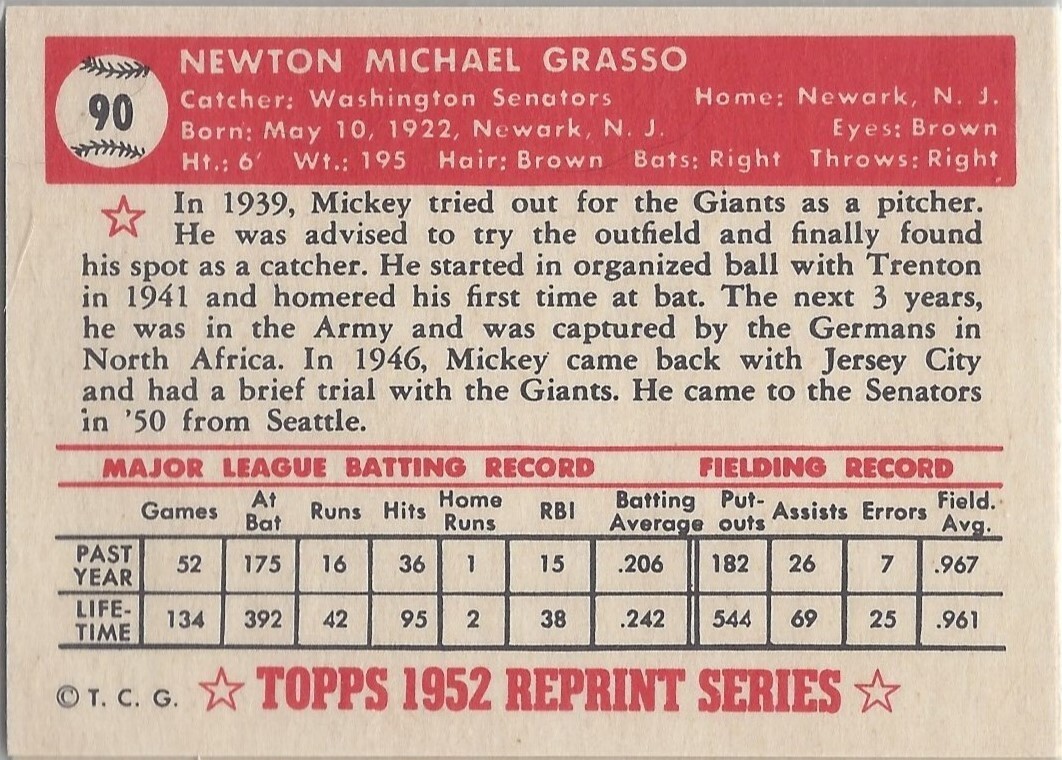 90
NEWTON MICHAEL GRASSO
Catcher: Washington Senators Home: Newark, N. J.
Born: May 10, 1922, Newark, N. J. Eyes: Brown
Ht.: 6' Wt.: 195 Hair: Brown Bats: Right Throws: Right
In 1939, Mickey tried out for the Giants as a pitcher.
He was advised to try the outfield and finally found
his spot as a catcher. He started in organized ball with Trenton
in 1941 and homered his first time at bat. The next 3 years,
he was in the Army and was captured by the Germans in
North Africa. In 1946, Mickey came back with Jersey City
and had a brief trial with the Giants. He came to the Senators
in '50 from Seattle.
MAJOR LEAGUE BATTING RECORD FIELDING RECORD
Games At Bat Runs Hits Home Runs RBI Batting Average Put-outs Assists Errors Field. Avg.
PAST YEAR 52 175 16 36 1 15 .206 182 26 7 .967
LIFE-TIME 134 392 42 95 2 38 .242 544 69 25 .961
© T. C. G. TOPPS 1952 REPRINT SERIES